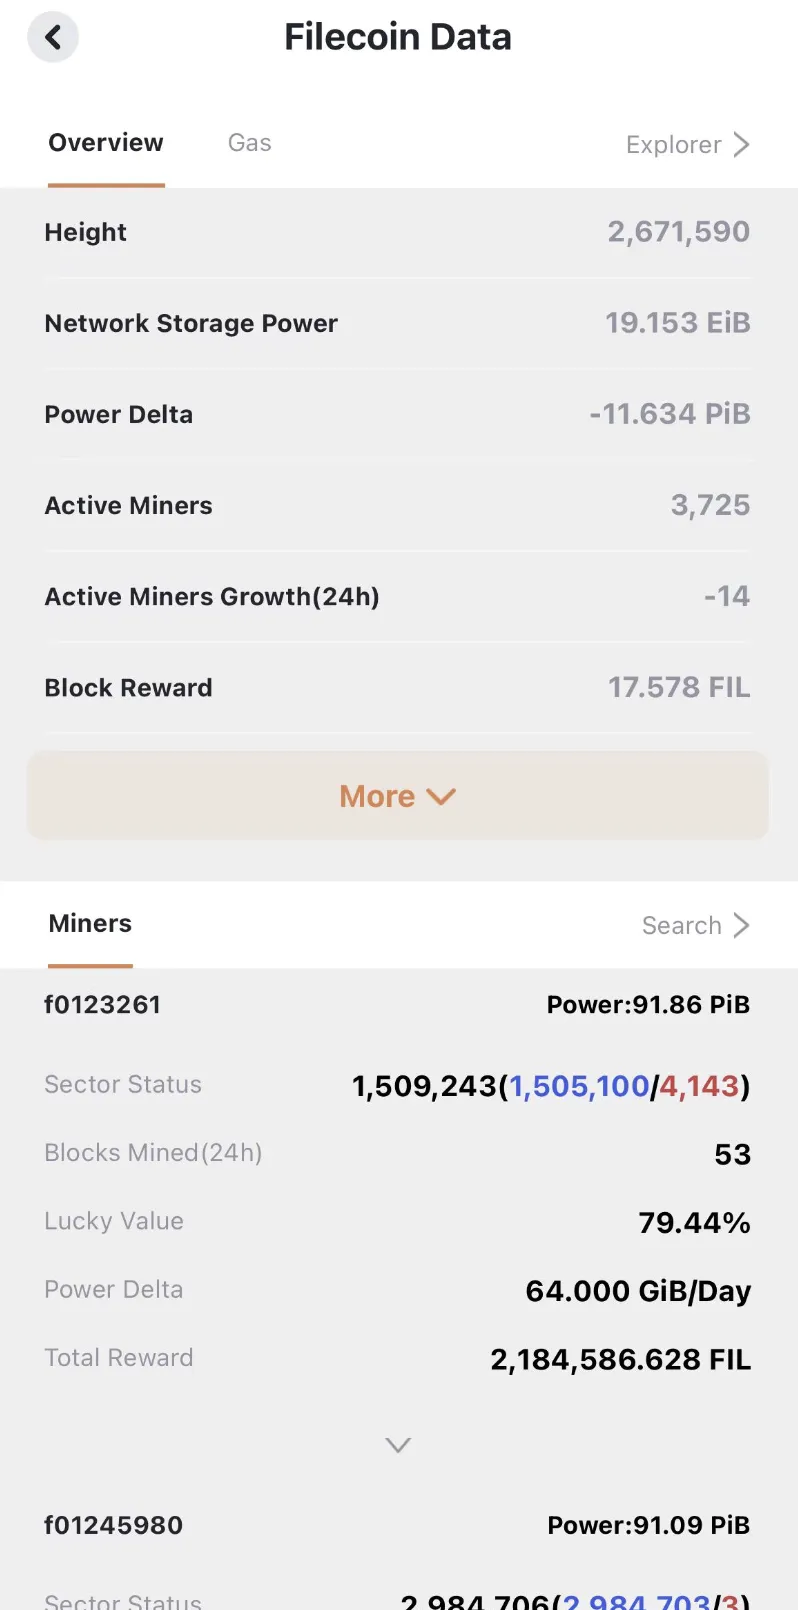 Filecoin Data
Overview Gas Explorer
Height 2,671,590
Network Storage Power 19.153 EiB
Power Delta -11.634 PiB
Active Miners 3,725
Active Miners Growth(24h) -14
Block Reward 17.578 FIL
More
Miners Search
f0123261 Power:91.86 PiB
Sector Status 1,509,243(1,505,100/4,143)
Blocks Mined(24h) 53
Lucky Value 79.44%
Power Delta 64.000 GiB/Day
Total Reward 2,184,586.628 FIL
f01245980 Power:91.09 PiB
Sector Status 2,984,706(2,984,703/3)